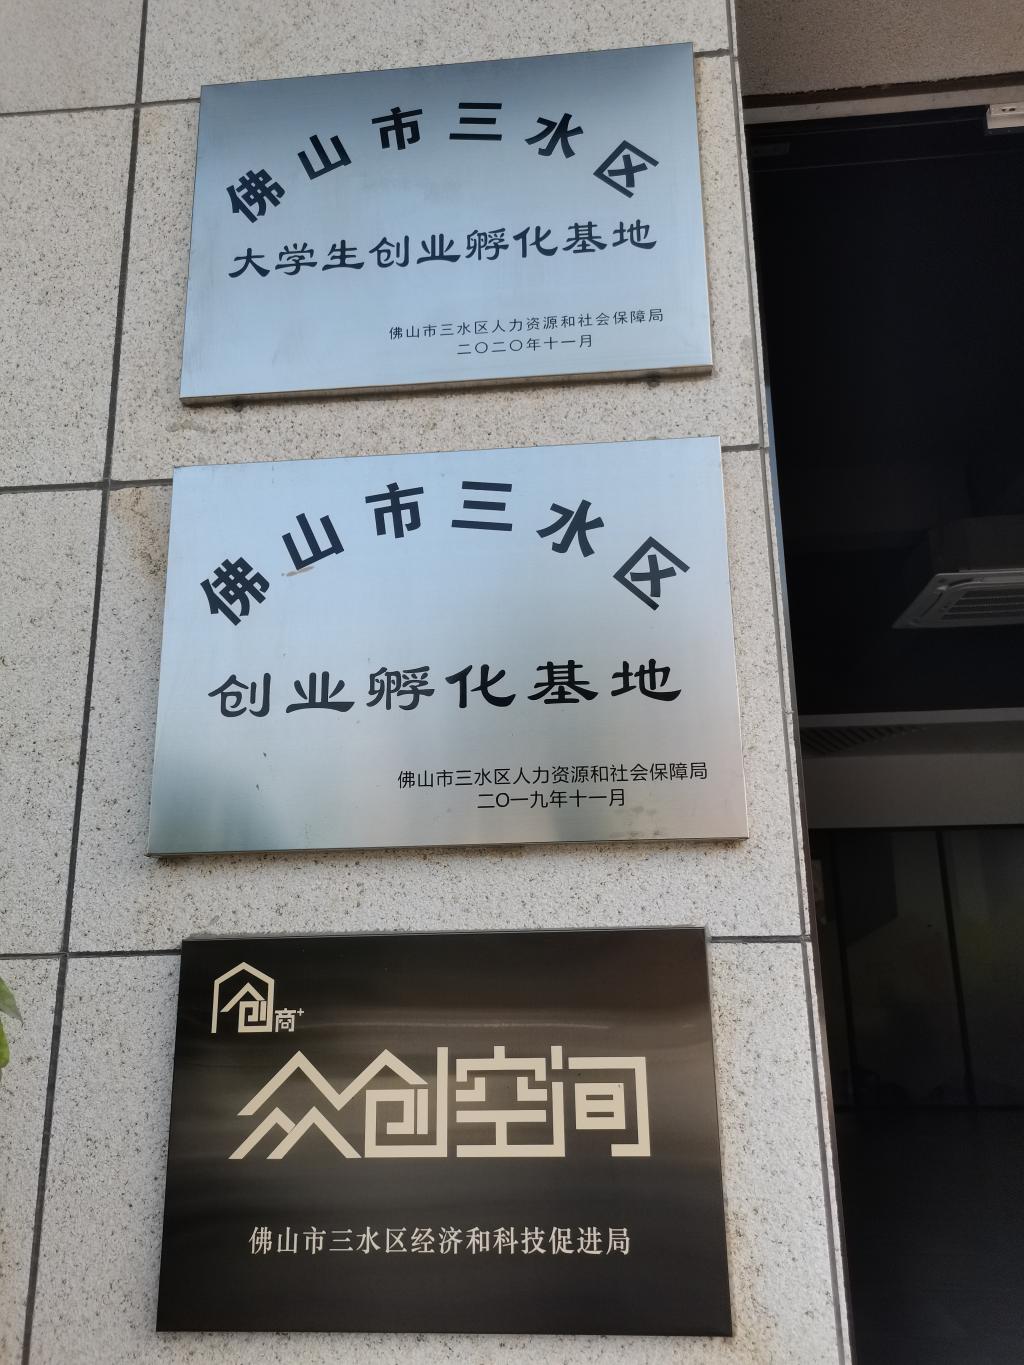 佛山市三水区
大学生创业孵化基地
佛山市三水区人力资源和社会保障局
二〇二〇年十一月
佛山市三水区
创业孵化基地
佛山市三水区人力资源和社会保障局
二〇一九年十一月
创商+
众创空间
佛山市三水区经济和科技促进局